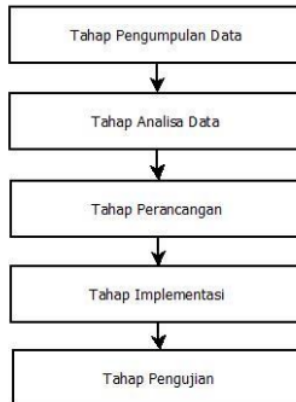 Tahap Pengumpulan Data
Tahap Analisa Data
Tahap Perancangan
Tahap Implementasi
Tahap Pengujian